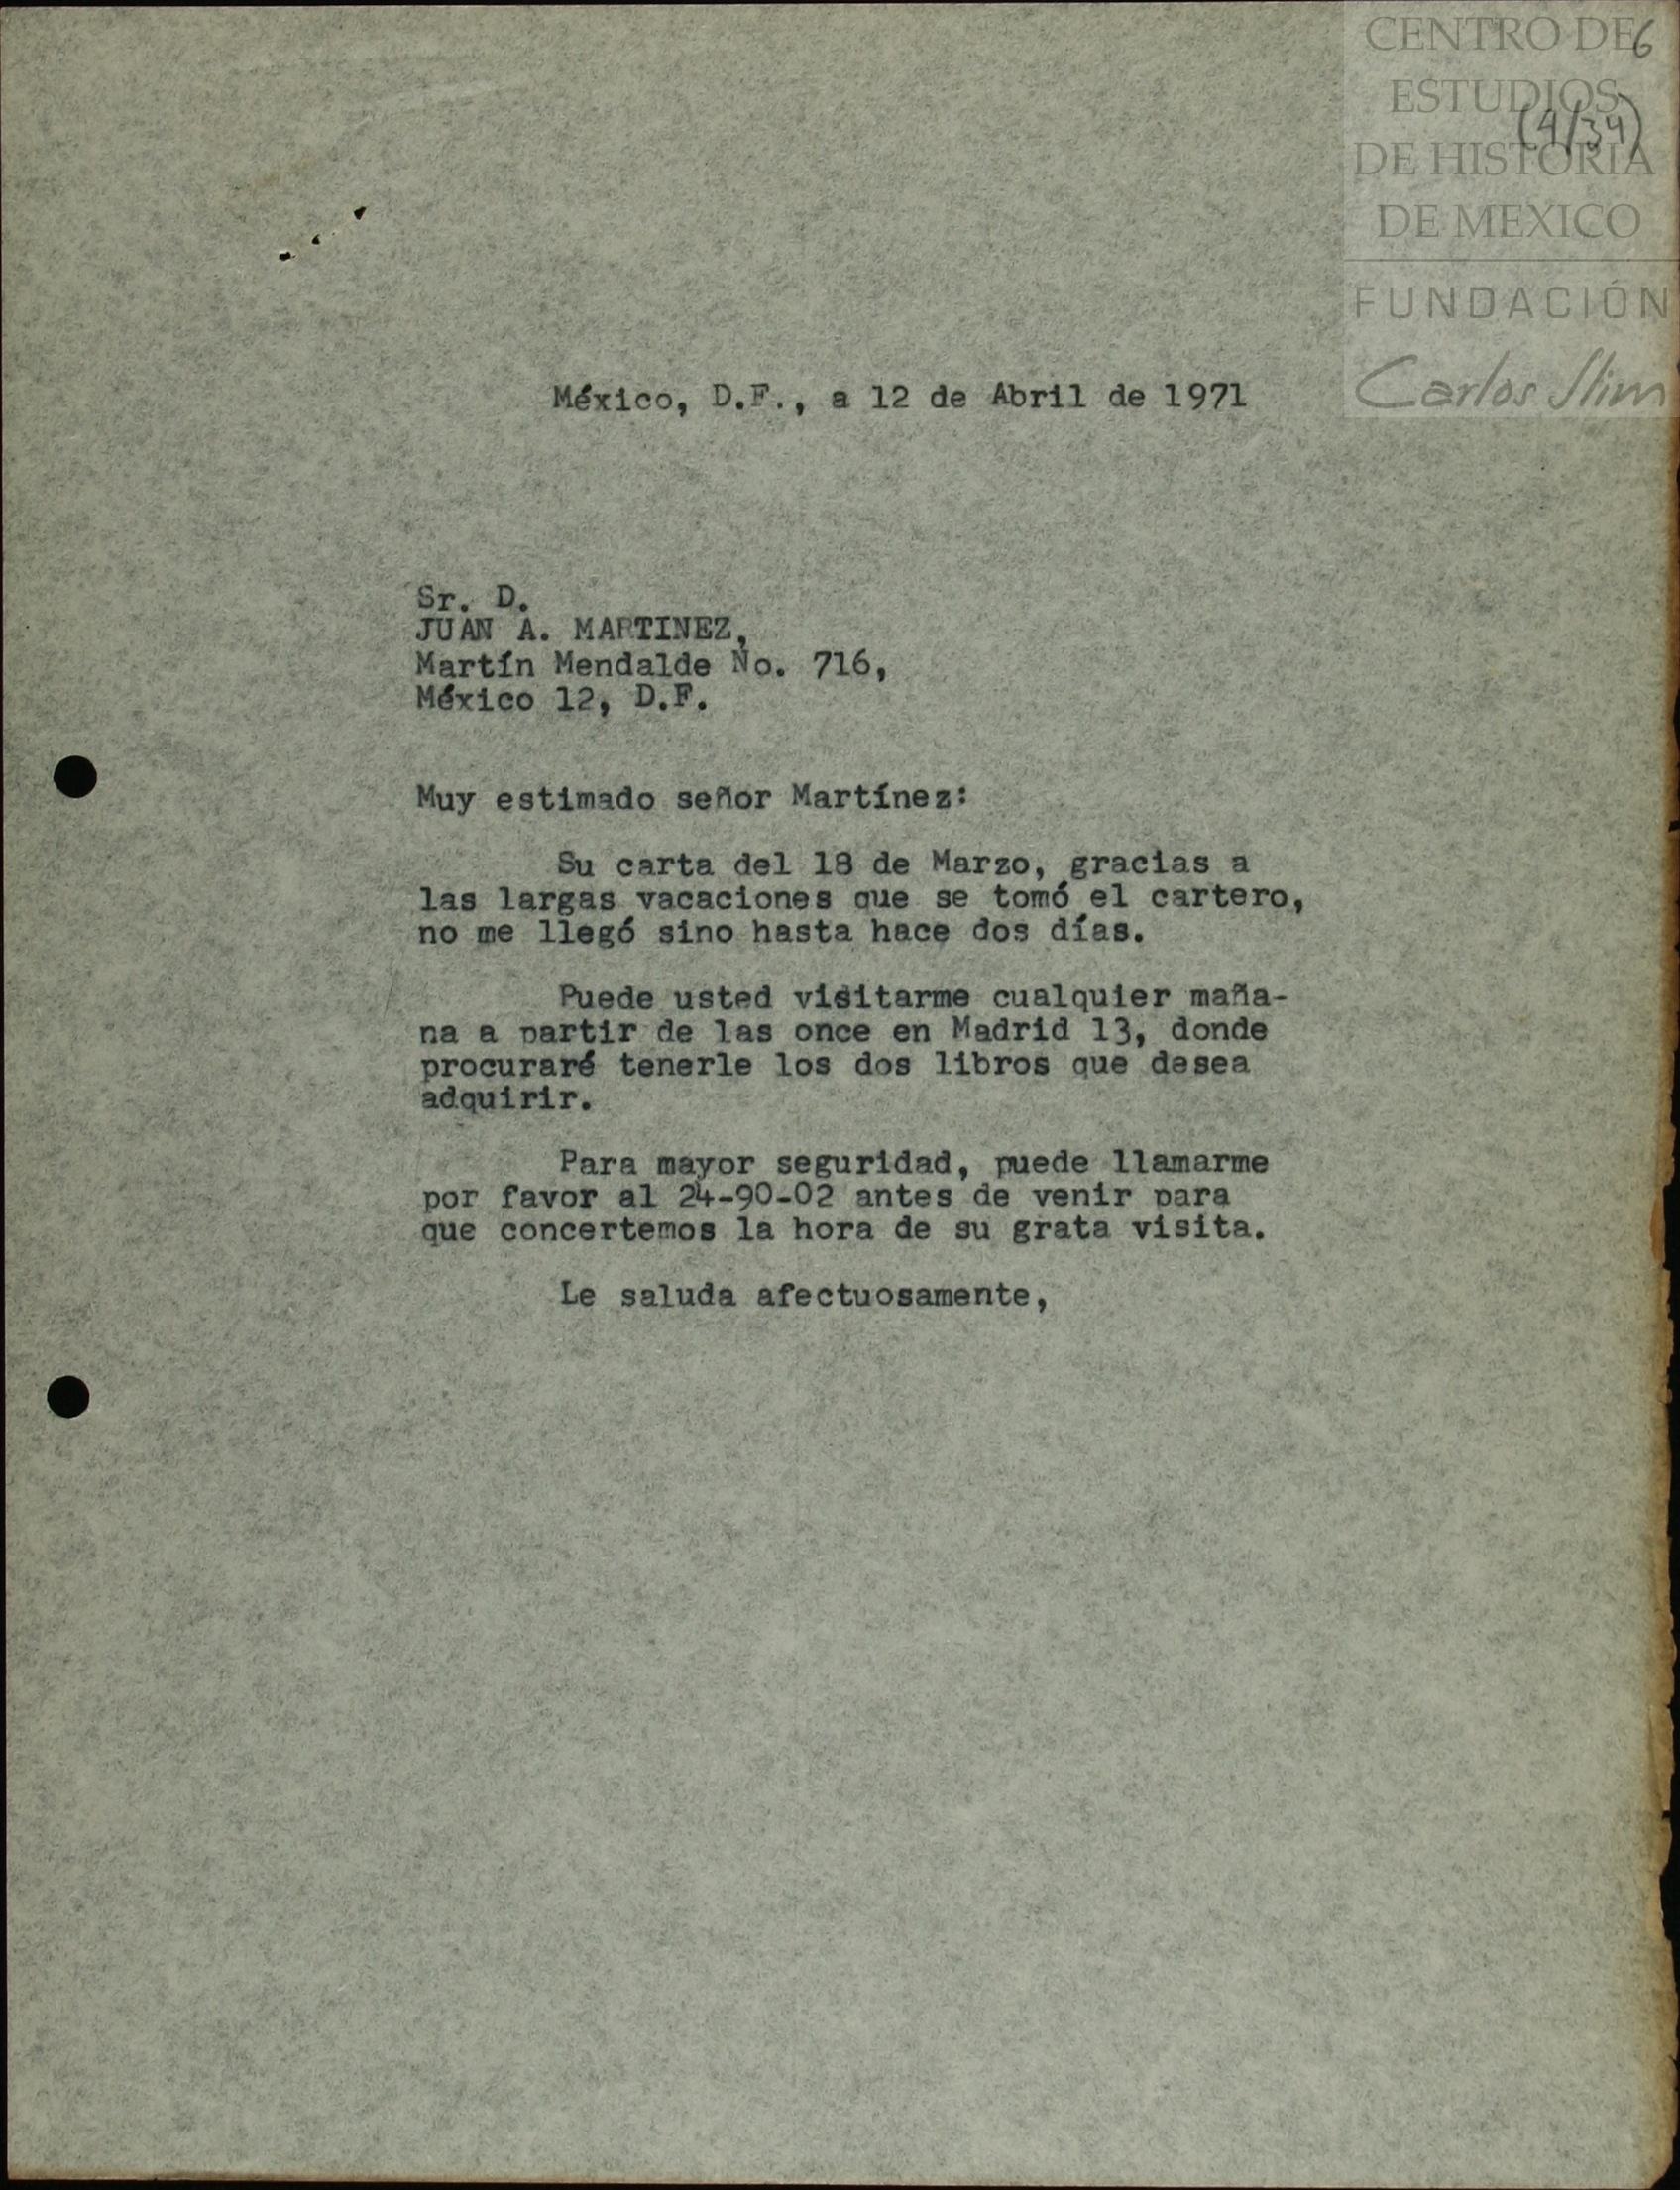 CENTRO DE
ESTUDIOS
DE HISTORIA
DE MEXICO
FUNDACIÓN
Carlos Slim
6
(4/34)
México, D.F., a 12 de Abril de 1971
Sr. D.
JUAN A. MARTINEZ,
Martín Mendalde No. 716,
México 12, D.F.
Muy estimado señor Martínez:
Su carta del 18 de Marzo, gracias a
las largas vacaciones que se tomó el cartero,
no me llegó sino hasta hace dos días.
Puede usted visitarme cualquier maña-
na a partir de las once en Madrid 13, donde
procuraré tenerle los dos libros que desea
adquirir.
Para mayor seguridad, puede llamarme
por favor al 24-90-02 antes de venir para
que concertemos la hora de su grata visita.
Le saluda afectuosamente,